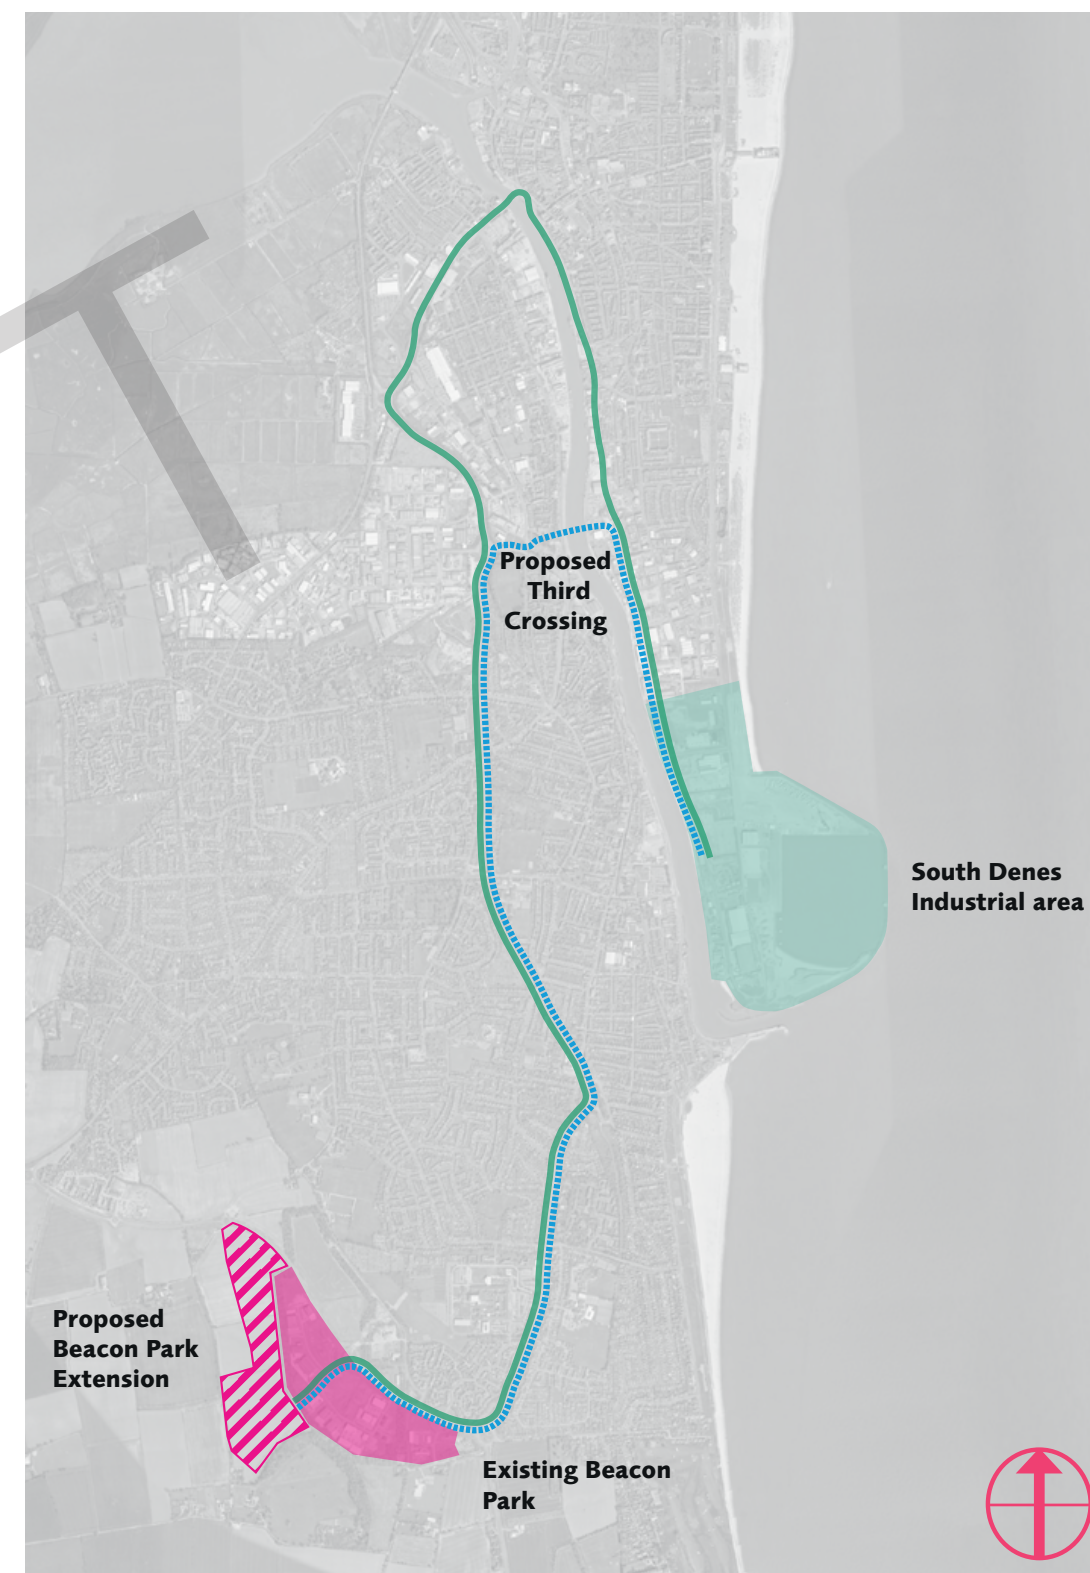 Proposed
Third
Crossing
South Denes
Industrial area
Proposed
Beacon Park
Extension
Existing Beacon
Park